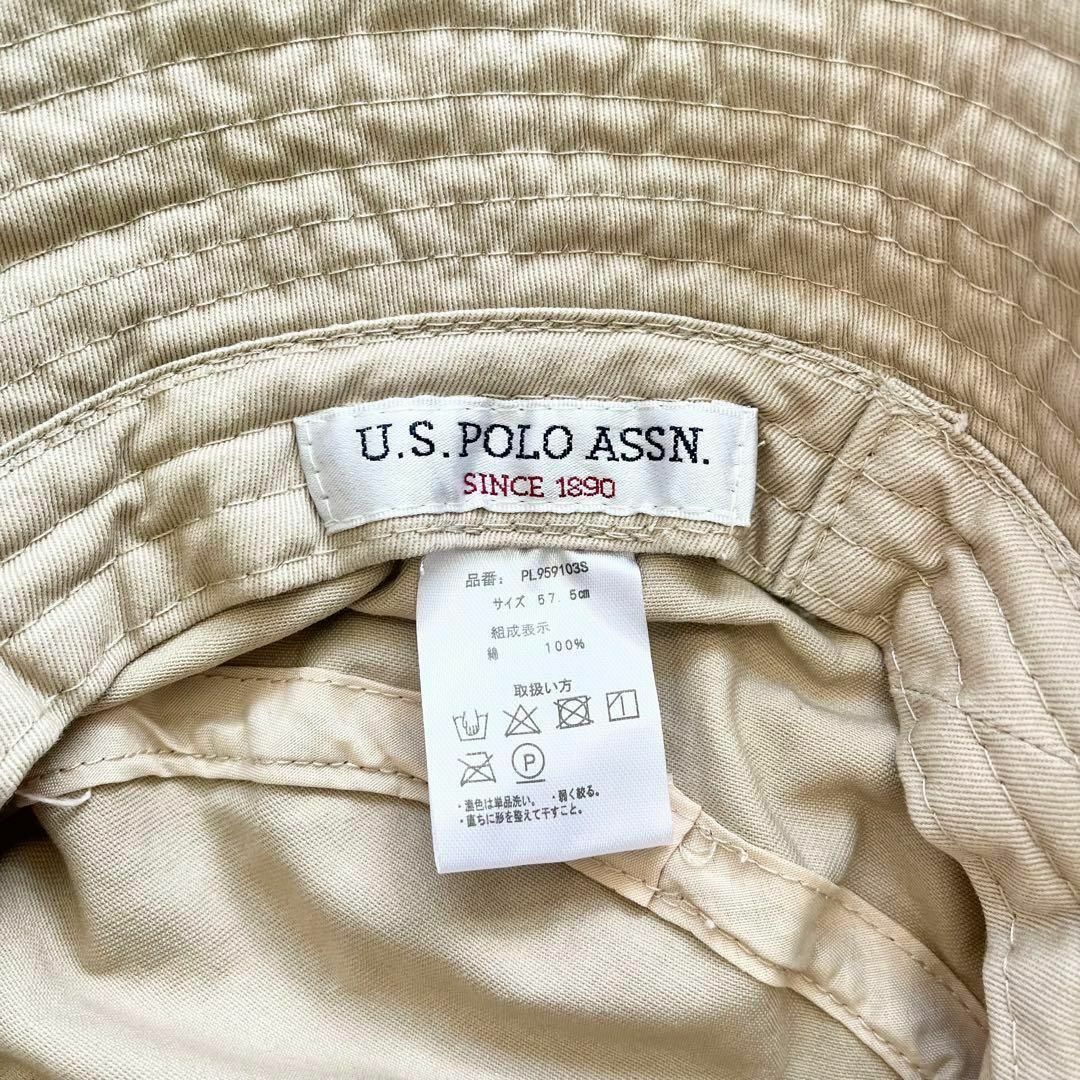 U.S. POLO ASSN.
SINCE 1890
品番: PL959103S
サイズ 57.5cm
組成表示
綿 100%
取扱い方
P
・濃色は単品洗い。 ・弱く絞る。
・直ちに形を整えて干すこと。